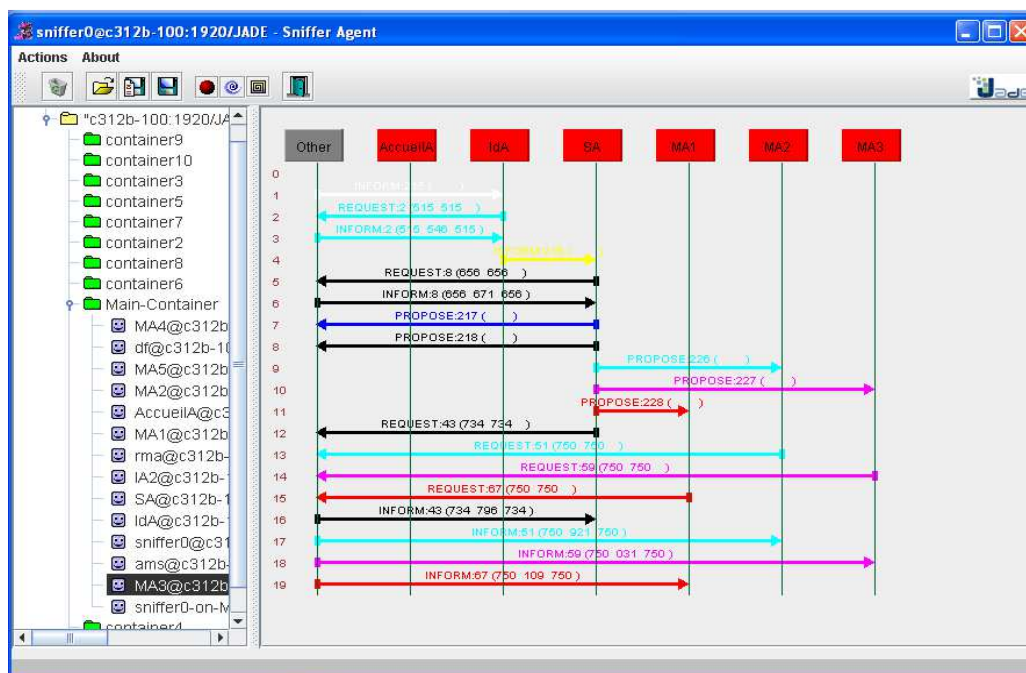 sniffer0@c312b-100:1920/JADE - Sniffer Agent
Actions About
Jade
"c312b-100:1920/JA
container9
container10
container3
container5
container7
container2
container8
container6
Main-Container
MA4@c312b
df@c312b-10
MA5@c312b
MA2@c312b
AccueilA@c3
MA1@c312b
rma@c312b-
IA2@c312b-1
SA@c312b-1
IdA@c312b-1
sniffer0@c31
ams@c312b-
MA3@c312b
sniffer0-on-M
container4
Other AccueilA IdA SA MA1 MA2 MA3
0
1
2 REQUEST:2 (515 515 )
3 INFORM:2 (515 546 515 )
4
5 REQUEST:8 (656 656 )
6 INFORM:8 (656 671 656 )
7 PROPOSE:217 ( )
8 PROPOSE:218 ( )
9 PROPOSE:226 ( )
10 PROPOSE:227 ( )
11 PROPOSE:228 ( )
12 REQUEST:43 (734 734 )
13 REQUEST:51 (750 750 )
14 REQUEST:59 (750 750 )
15 REQUEST:67 (750 750 )
16 INFORM:43 (734 796 734 )
17 INFORM:51 (750 921 750 )
18 INFORM:59 (750 031 750 )
19 INFORM:67 (750 109 750 )